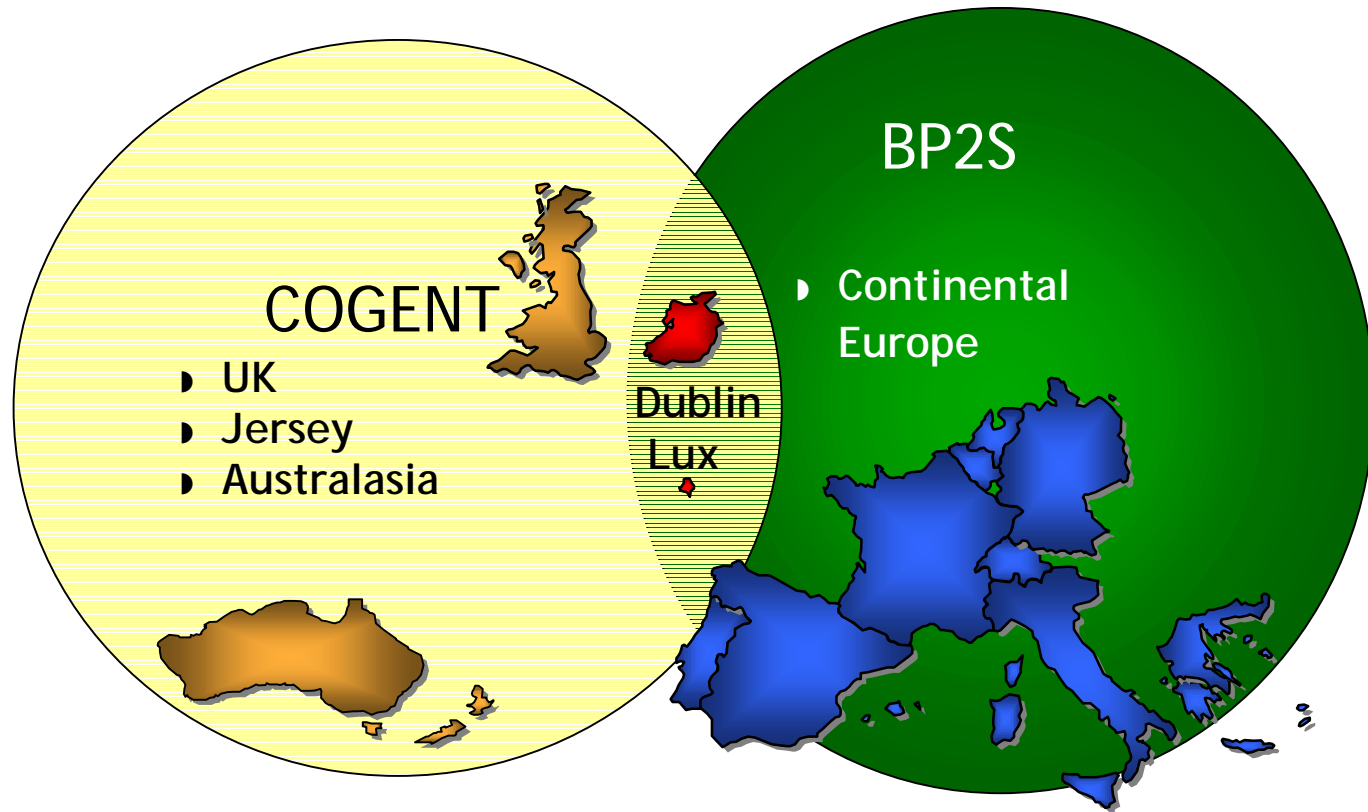 COGENT
◗ UK
◗ Jersey
◗ Australasia
Dublin
Lux
BP2S
◗ Continental
Europe